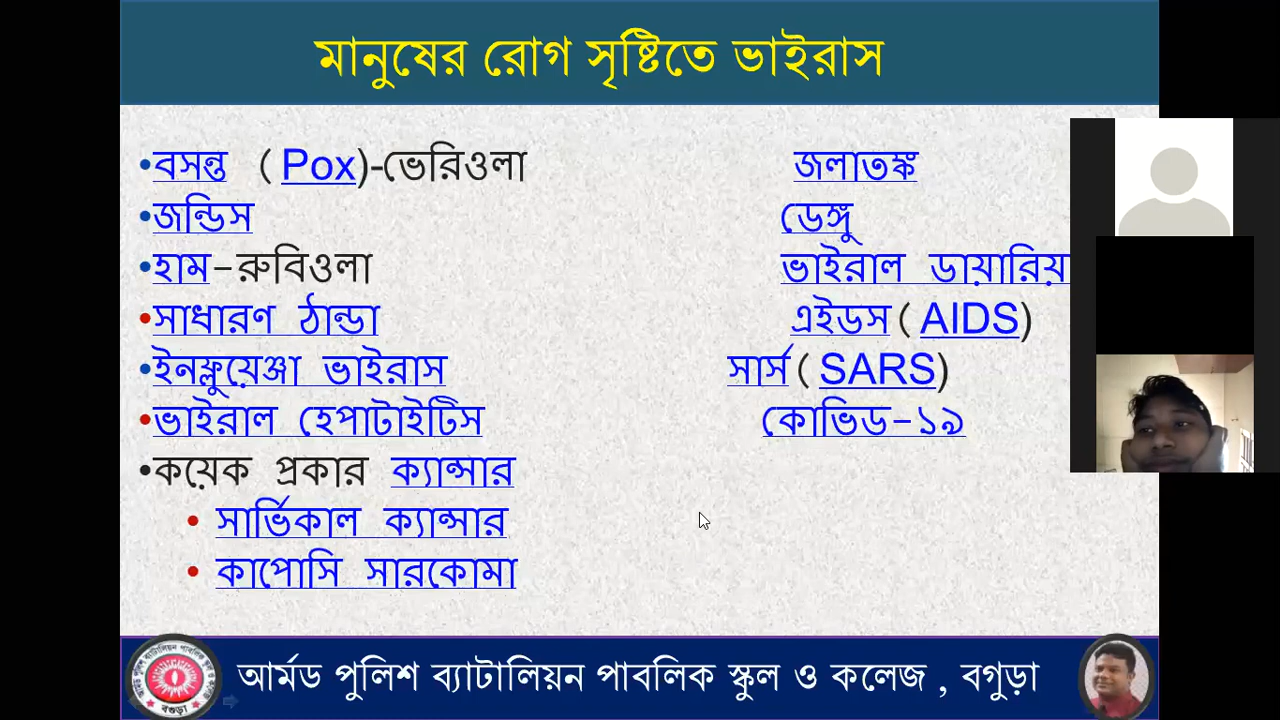 মানুষের রোগ সৃষ্টিতে ভাইরাস
•বসন্ত (Pox)-ভেরিওলা জলাতঙ্ক
•জন্ডিস ডেঙ্গু
•হাম–রুবিওলা ভাইরাল ডায়ারিয়
•সাধারণ ঠান্ডা এইডস(AIDS)
•ইনফ্লুয়েঞ্জা ভাইরাস সার্স(SARS)
•ভাইরাল হেপাটাইটিস কোভিড–১৯
•কয়েক প্রকার ক্যান্সার
• সার্ভিকাল ক্যান্সার
• কাপোসি সারকোমা
আর্মড পুলিশ ব্যাটালিয়ন পাবলিক স্কুল ও কলেজ , বগুড়া
বগুড়া